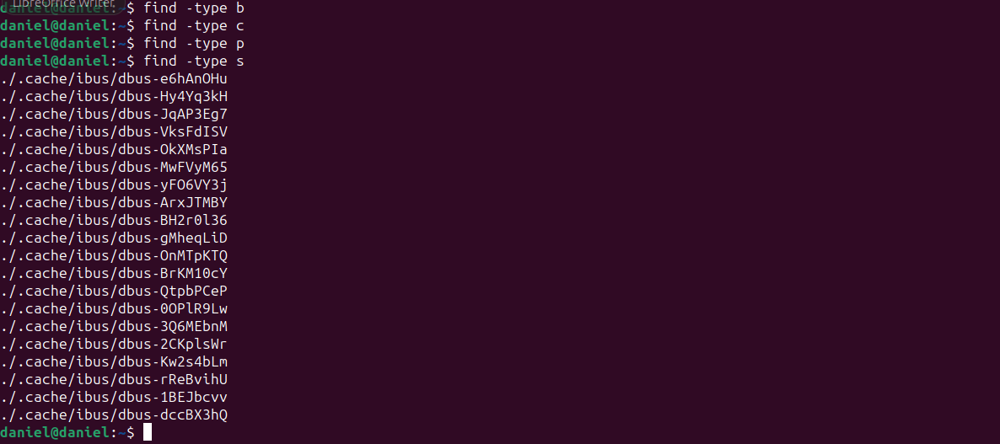 LibreOffice Writer
daniel@daniel:~$ find -type b
daniel@daniel:~$ find -type c
daniel@daniel:~$ find -type p
daniel@daniel:~$ find -type s
./.cache/ibus/dbus-e6hAnOHu
./.cache/ibus/dbus-Hy4Yq3kH
./.cache/ibus/dbus-JqAP3Eg7
./.cache/ibus/dbus-VksFdISV
./.cache/ibus/dbus-OkXMsPIa
./.cache/ibus/dbus-MwFVyM65
./.cache/ibus/dbus-yFO6VY3j
./.cache/ibus/dbus-ArxJTMBY
./.cache/ibus/dbus-BH2r0l36
./.cache/ibus/dbus-gMheqLiD
./.cache/ibus/dbus-OnMTpKTQ
./.cache/ibus/dbus-BrKM10cY
./.cache/ibus/dbus-QtpbPCeP
./.cache/ibus/dbus-0OPlR9Lw
./.cache/ibus/dbus-3Q6MEbnM
./.cache/ibus/dbus-2CKplsWr
./.cache/ibus/dbus-Kw2s4bLm
./.cache/ibus/dbus-rReBvihU
./.cache/ibus/dbus-1BEJbcvv
./.cache/ibus/dbus-dccBX3hQ
daniel@daniel:~$